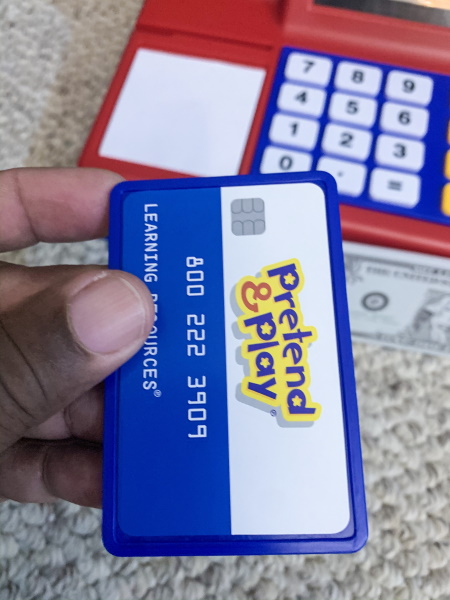 7 8 9
4 5 6
1 2 3
0 . =
Pretend
& Play®
800 222 3909
LEARNING RESOURCES®